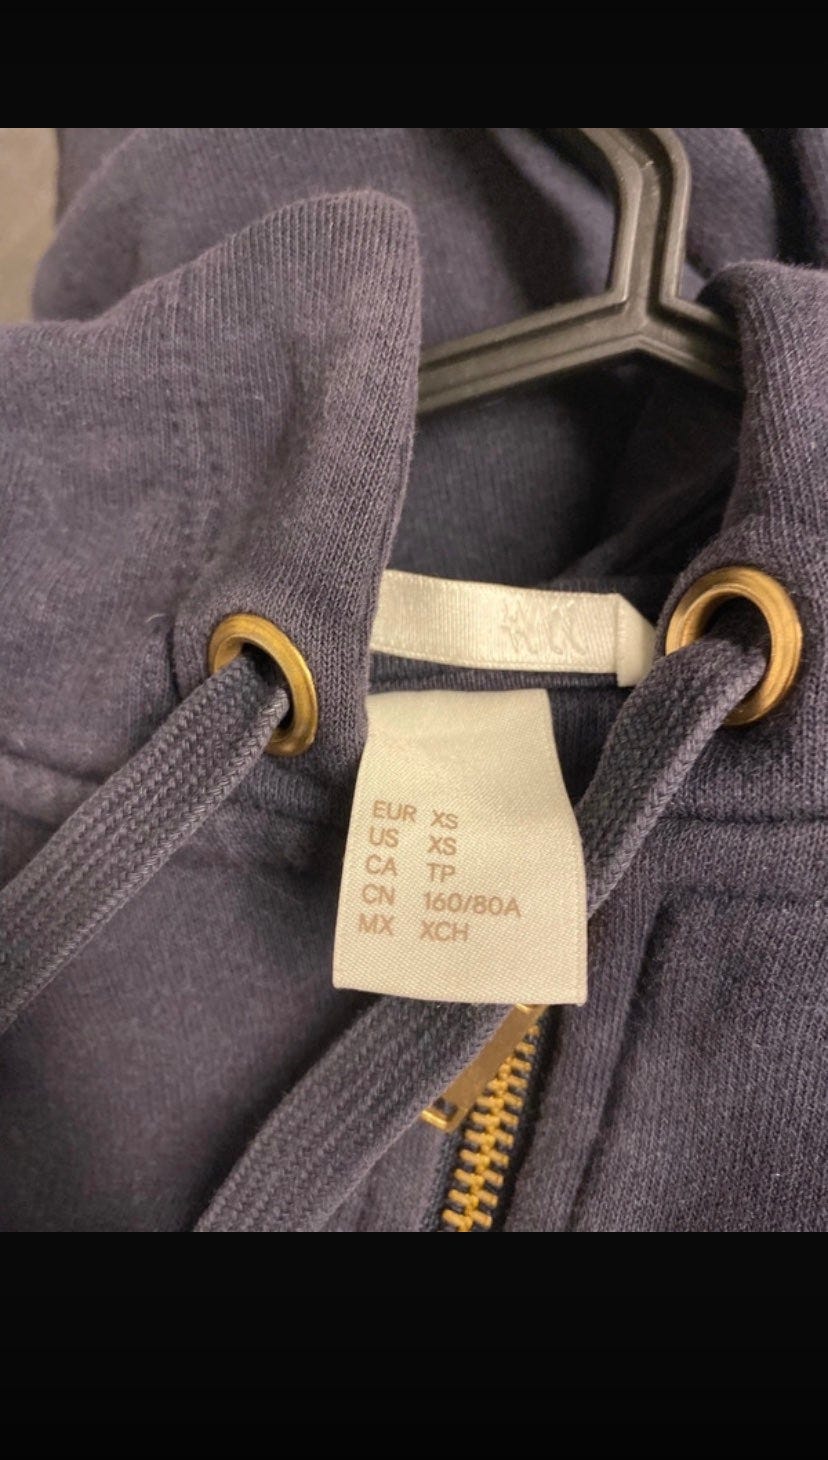 EUR XS
US XS
CA TP
CN 160/80A
MX XCH